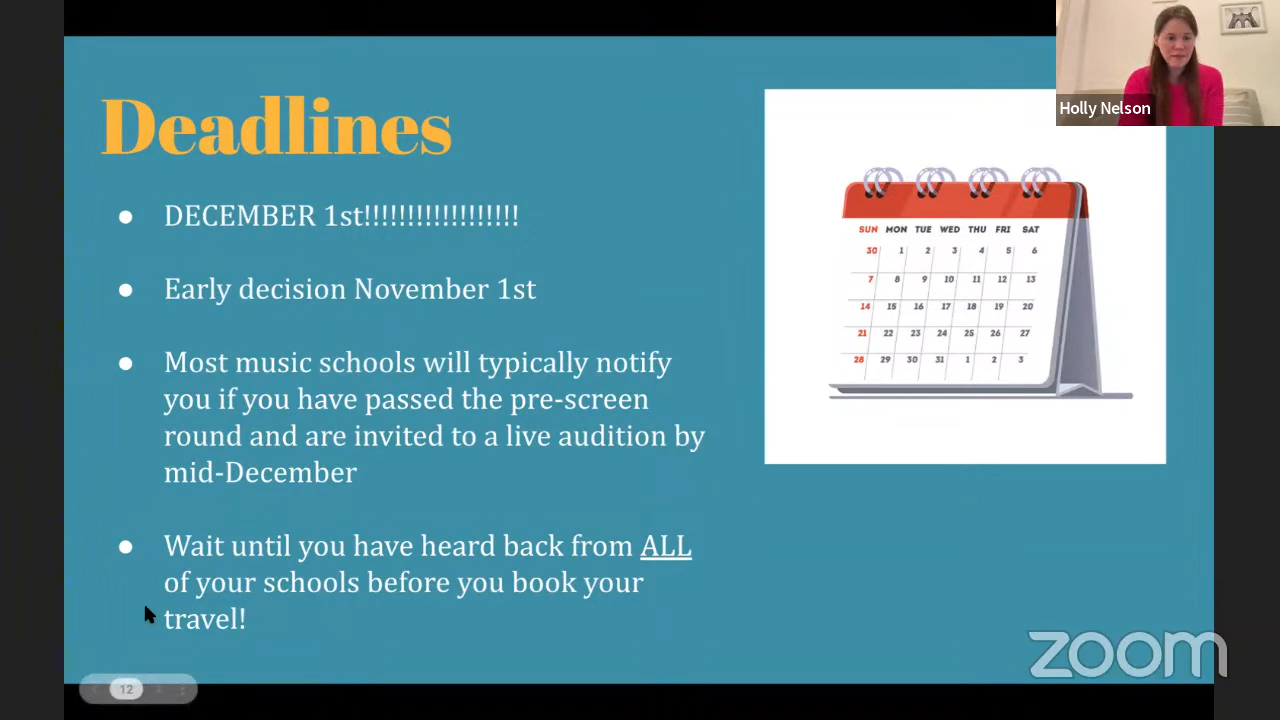 Holly Nelson
Deadlines
● DECEMBER 1st!!!!!!!!!!!!!!!!!!
● Early decision November 1st
● Most music schools will typically notify
you if you have passed the pre-screen
round and are invited to a live audition by
mid-December
● Wait until you have heard back from ALL
of your schools before you book your
travel!
SUN MON TUE WED THU FRI SAT
30 1 2 3 4 5 6
7 8 9 10 11 12 13
14 15 16 17 18 19 20
21 22 23 24 25 26 27
28 29 30 31 1 2 3
zoom
12